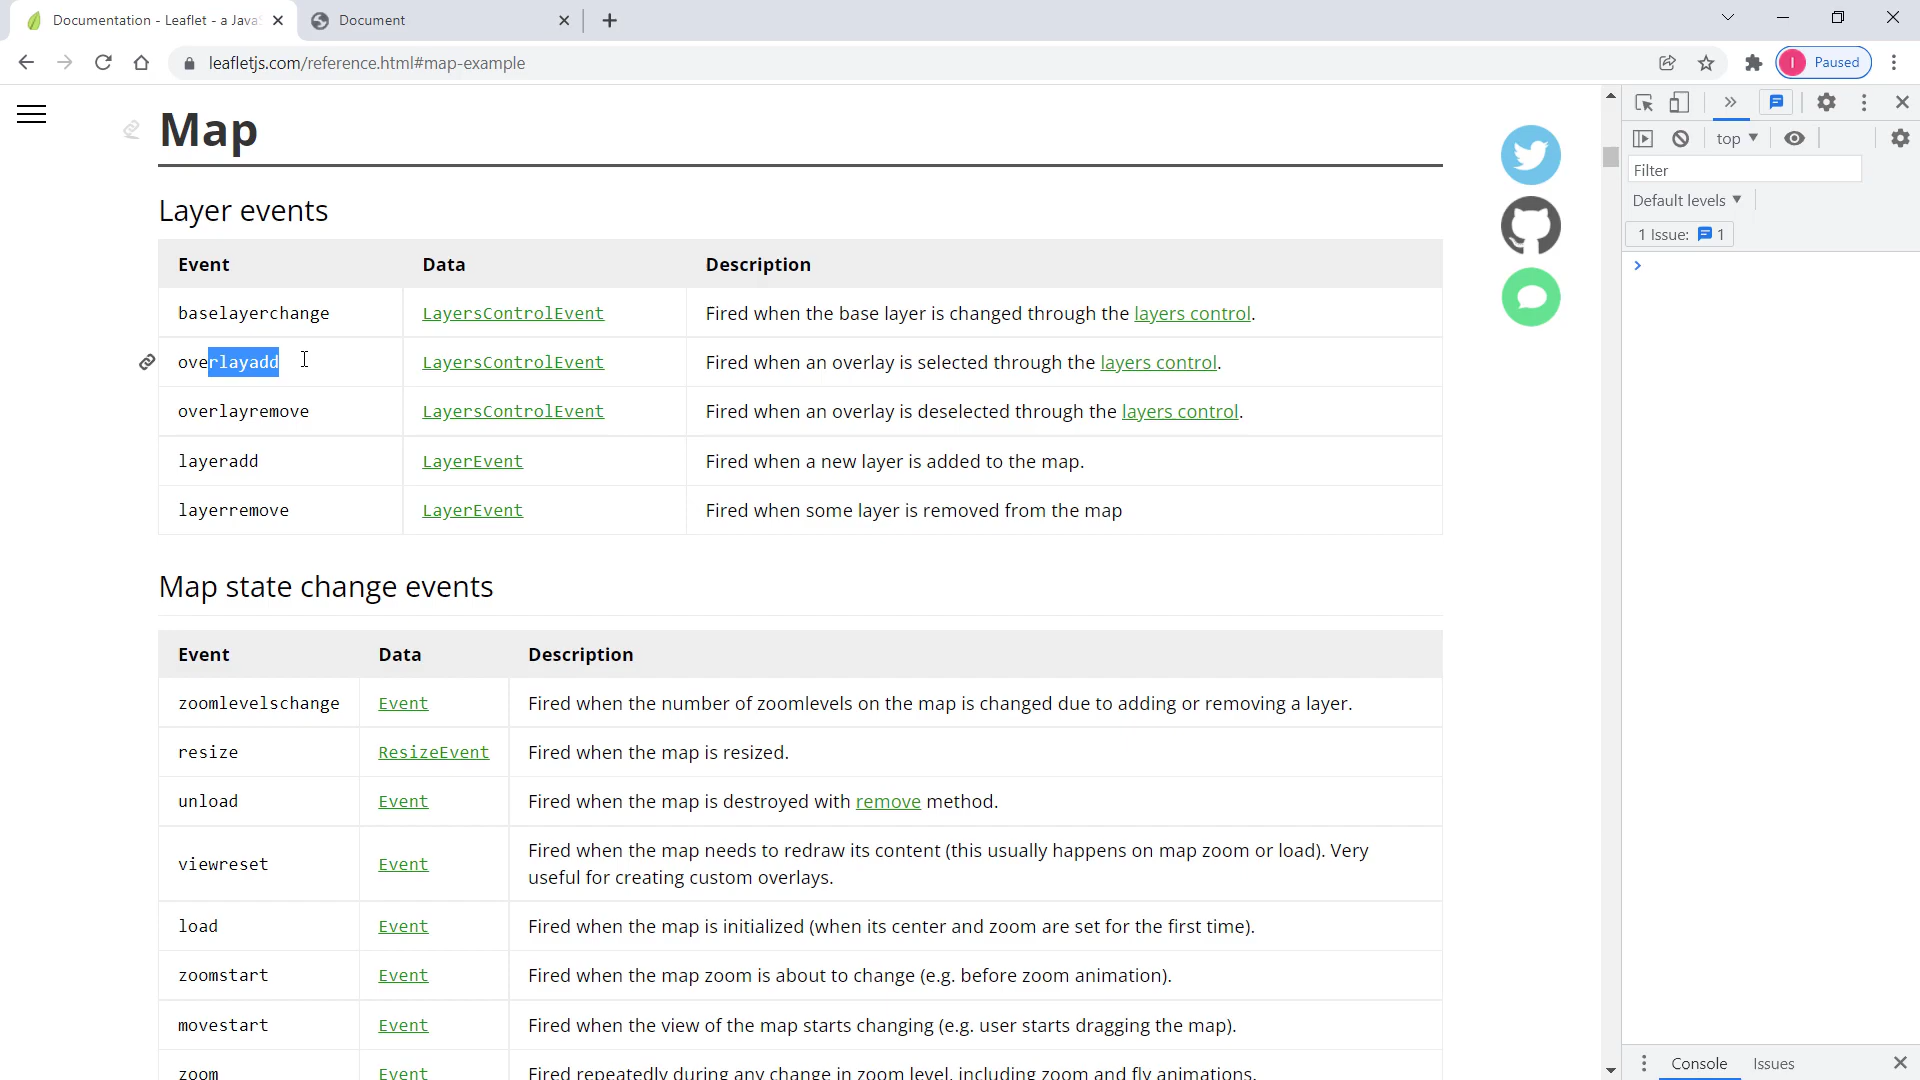 Documentation - Leaflet - a Java
Document
leafletjs.com/reference.html#map-example
I Paused
Map
Layer events
Event Data Description
baselayerchange LayersControlEvent Fired when the base layer is changed through the layers control.
overlayadd LayersControlEvent Fired when an overlay is selected through the layers control.
overlayremove LayersControlEvent Fired when an overlay is deselected through the layers control.
layeradd LayerEvent Fired when a new layer is added to the map.
layerremove LayerEvent Fired when some layer is removed from the map
Map state change events
Event Data Description
zoomlevelschange Event Fired when the number of zoomlevels on the map is changed due to adding or removing a layer.
resize ResizeEvent Fired when the map is resized.
unload Event Fired when the map is destroyed with remove method.
viewreset Event Fired when the map needs to redraw its content (this usually happens on map zoom or load). Very
useful for creating custom overlays.
load Event Fired when the map is initialized (when its center and zoom are set for the first time).
zoomstart Event Fired when the map zoom is about to change (e.g. before zoom animation).
movestart Event Fired when the view of the map starts changing (e.g. user starts dragging the map).
zoom Event Fired repeatedly during any change in zoom level, including zoom and fly animations.
top
Filter
Default levels
1 Issue: 1
Console Issues